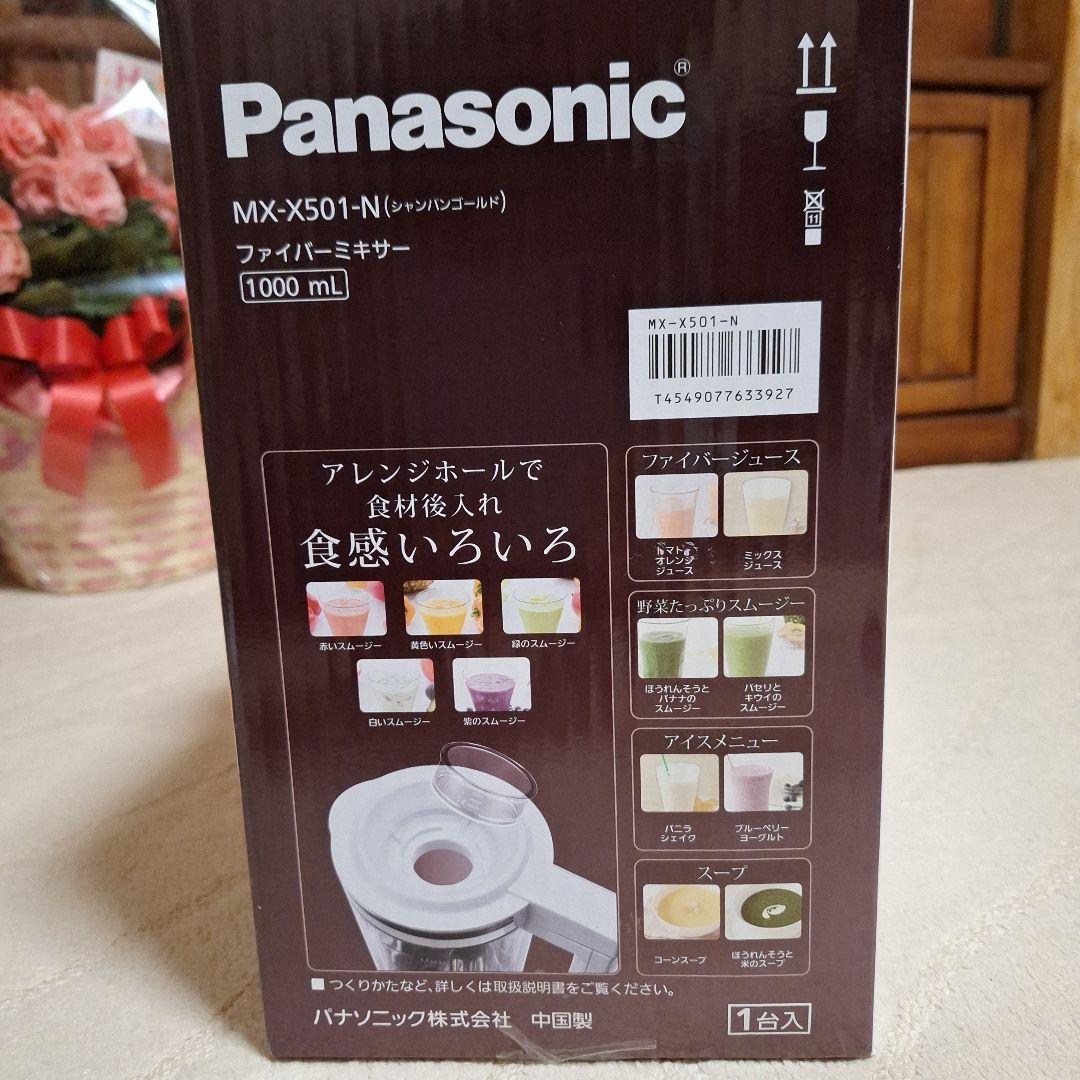 Panasonic®
MX-X501-N(シャンパンゴールド)
ファイバーミキサー
1000 mL
11
MX-X501-N
T4549077633927
アレンジホールで
食材後入れ
食感いろいろ
赤いスムージー
黄色いスムージー
緑のスムージー
白いスムージー
紫のスムージー
ファイバージュース
トマト
オレンジ
ジュース
ミックス
ジュース
野菜たっぷりスムージー
ほうれんそうと
バナナの
スムージー
パセリと
キウイの
スムージー
アイスメニュー
バニラ
シェイク
ブルーベリー
ヨーグルト
スープ
コーンスープ
ほうれんそうと
米のスープ
■ つくりかたなど、詳しくは取扱説明書をご覧ください。
パナソニック株式会社 中国製
1台入